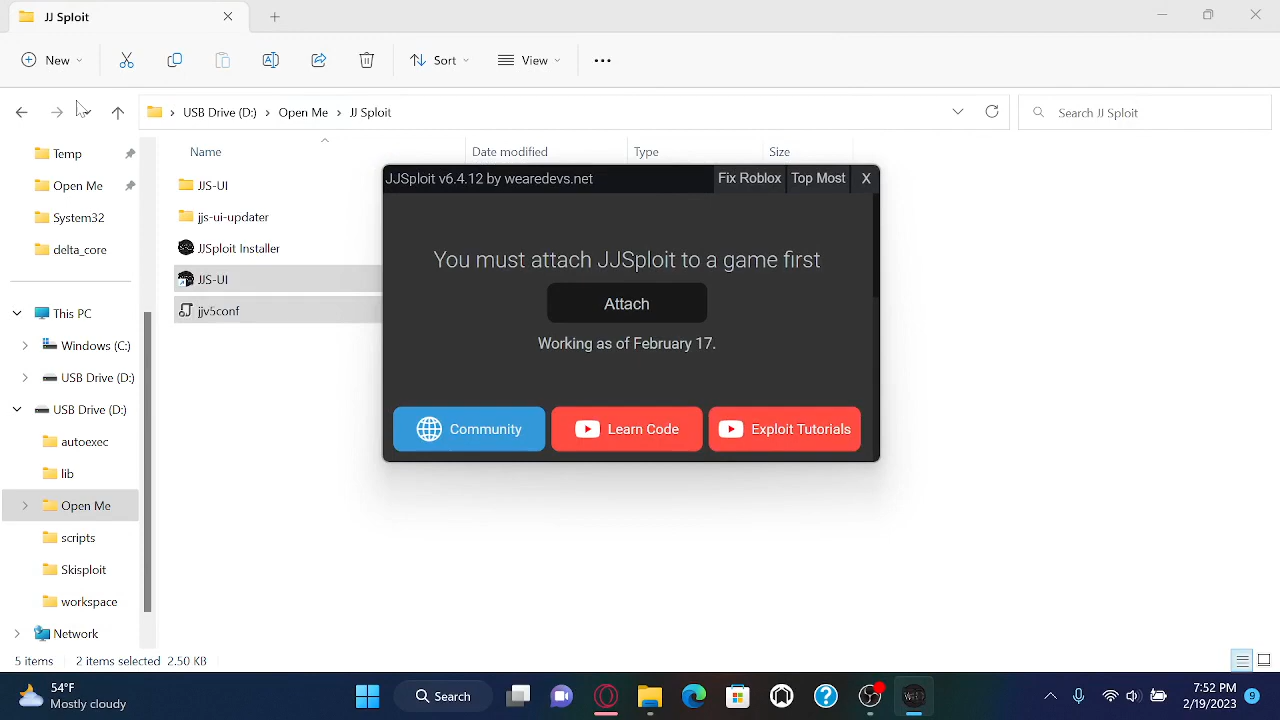 JJ Sploit
New
Sort
View
USB Drive (D:)
Open Me
JJ Sploit
Search JJ Sploit
Temp
Open Me
System32
delta_core
This PC
Windows (C:)
USB Drive (D:)
USB Drive (D:)
autoexec
lib
Open Me
scripts
Skisploit
workspace
Network
Name
Date modified
Type
Size
JJS-UI
jjs-ui-updater
JJSploit Installer
JJS-UI
jjv5conf
JJSploit v6.4.12 by wearedevs.net
Fix Roblox
Top Most
X
You must attach JJSploit to a game first
Attach
Working as of February 17.
Community
Learn Code
Exploit Tutorials
5 items
2 items selected 2.50 KB
54°F
Mostly cloudy
Search
7:52 PM
2/19/2023
9